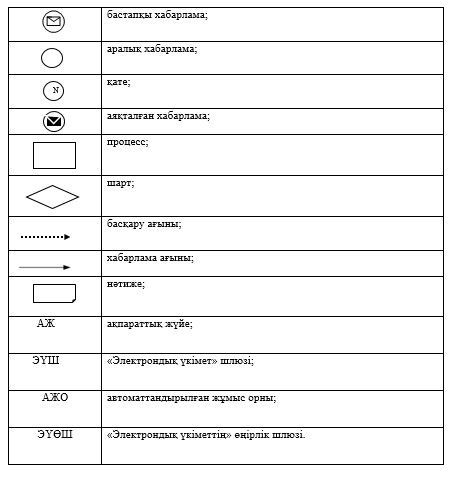 бастапқы хабарлама;
аралық хабарлама;
N қате;
аяқталған хабарлама;
процесс;
шарт;
басқару ағыны;
хабарлама ағыны;
нәтиже;
АЖ ақпараттық жүйе;
ЭҮШ «Электрондық үкімет» шлюзі;
АЖО автоматтандырылған жұмыс орны;
ЭҮӨШ «Электрондық үкіметтің» өңірлік шлюзі.